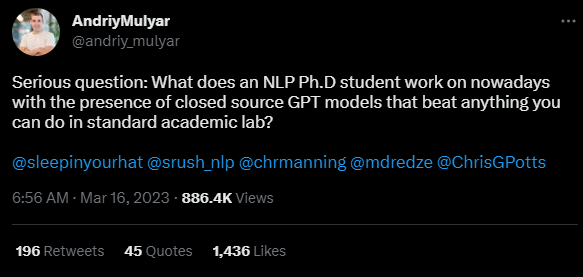 AndriyMulyar
@andriy_mulyar
Serious question: What does an NLP Ph.D student work on nowadays
with the presence of closed source GPT models that beat anything you
can do in standard academic lab?
@sleepinyourhat @srush_nlp @chrmanning @mdredze @ChrisGPotts
6:56 AM · Mar 16, 2023 · 886.4K Views
196 Retweets 45 Quotes 1,436 Likes